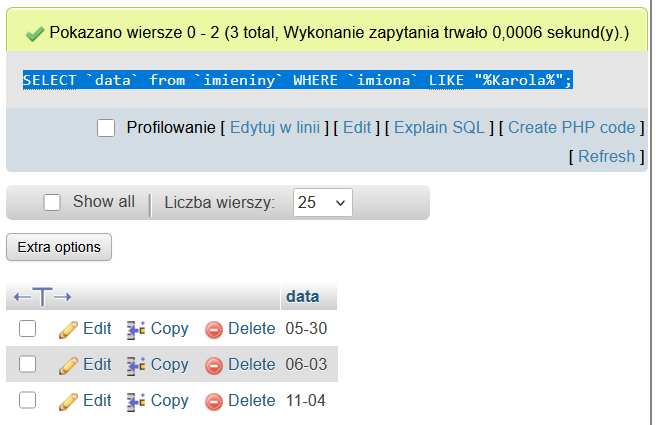 Pokazano wiersze 0 - 2 (3 total, Wykonanie zapytania trwało 0,0006 sekund(y).)
SELECT `data` from `imieniny` WHERE `imiona` LIKE "%Karola%";
Profilowanie [ Edytuj w linii ] [ Edit ] [ Explain SQL ] [ Create PHP code ]
[ Refresh ]
Show all | Liczba wierszy: 25
Extra options
←T→ data
Edit Copy Delete 05-30
Edit Copy Delete 06-03
Edit Copy Delete 11-04